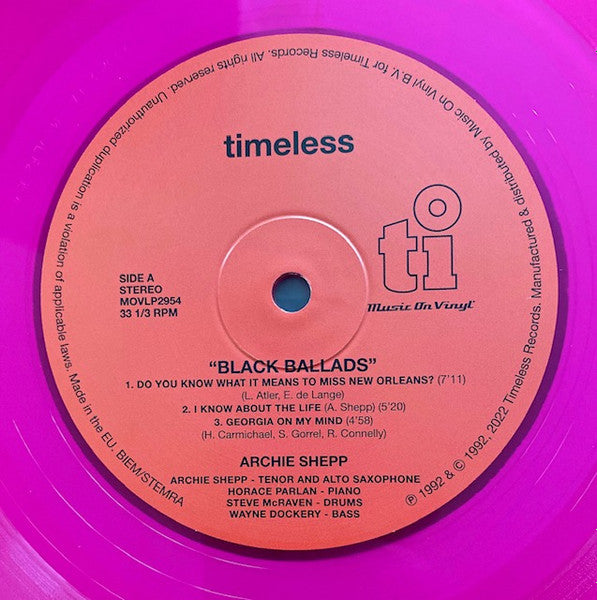 timeless
ti
Music On Vinyl
SIDE A
STEREO
MOVLP2954
33 1/3 RPM
“BLACK BALLADS”
1. DO YOU KNOW WHAT IT MEANS TO MISS NEW ORLEANS? (7’11)
(L. Atler, E. de Lange)
2. I KNOW ABOUT THE LIFE (A. Shepp) (5’20)
3. GEORGIA ON MY MIND (4’58)
(H. Carmichael, S. Gorrel, R. Connelly)
ARCHIE SHEPP
ARCHIE SHEPP - TENOR AND ALTO SAXOPHONE
HORACE PARLAN - PIANO
STEVE McRAVEN - DRUMS
WAYNE DOCKERY - BASS
℗ 1992 & © 1992, 2022 Timeless Records. Manufactured & distributed by Music On Vinyl B.V. for Timeless Records. All rights reserved. Unauthorized duplication is a violation of applicable laws. Made in the EU. BIEM/STEMRA